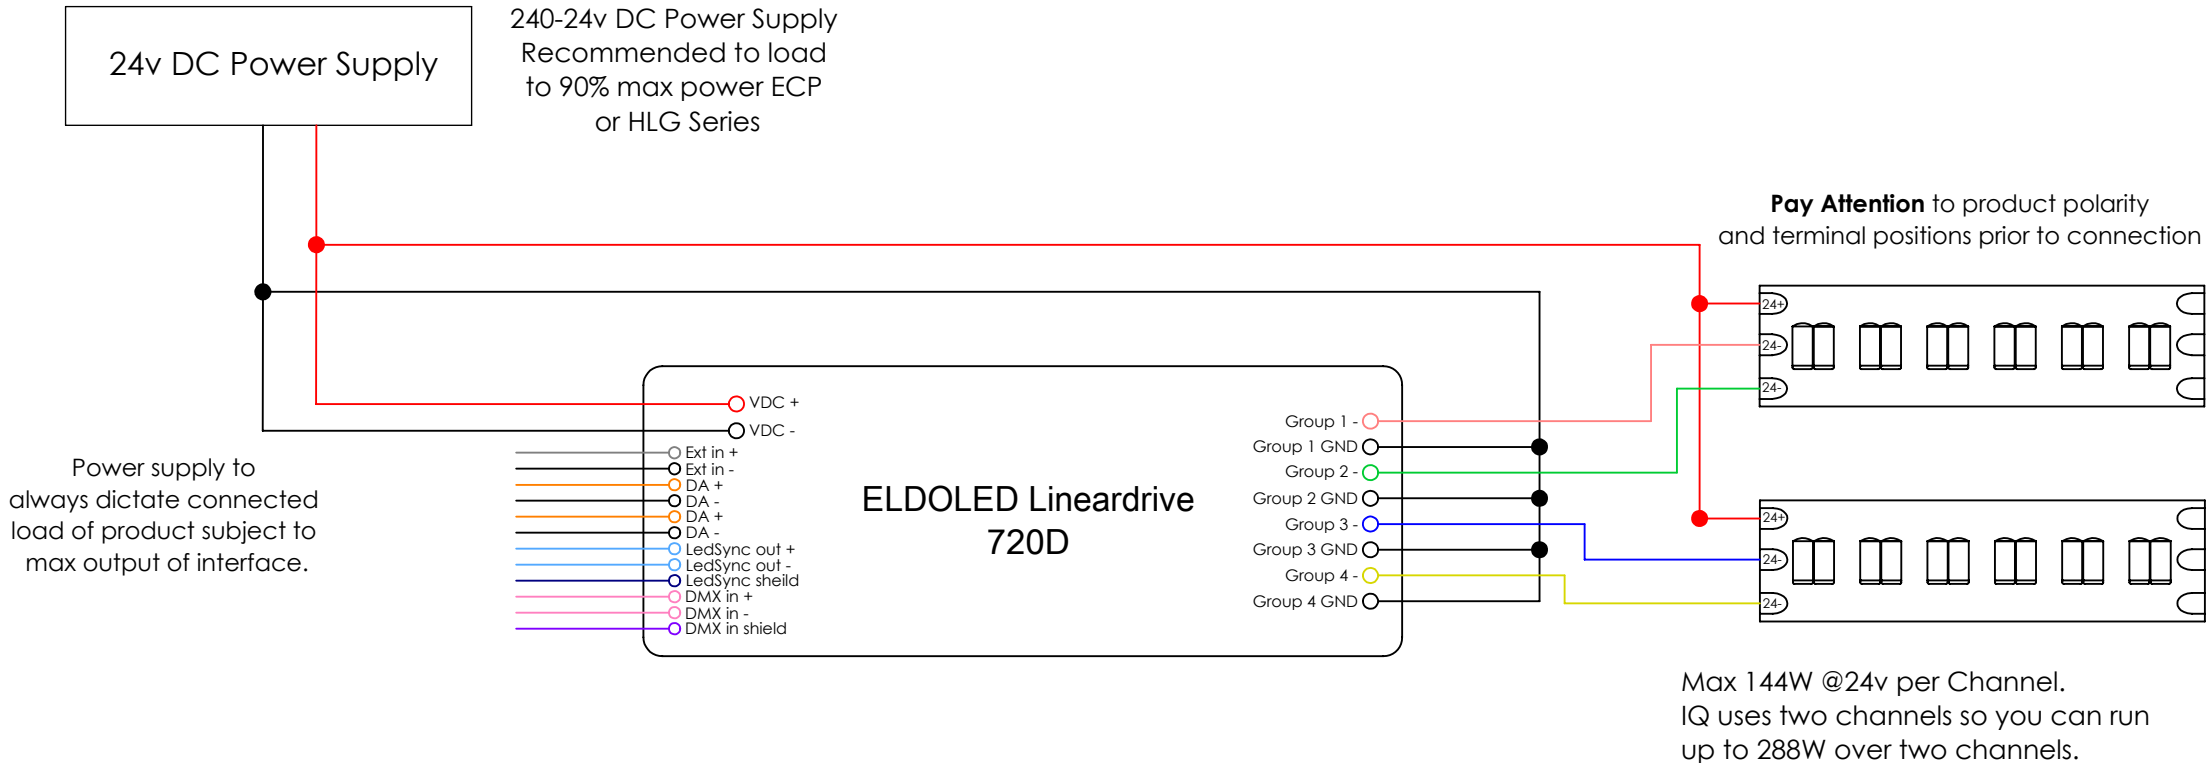 24v DC Power Supply
240-24v DC Power Supply
Recommended to load
to 90% max power ECP
or HLG Series
Pay Attention to product polarity
and terminal positions prior to connection
24+
24-
24-
VDC +
VDC -
Ext in +
Ext in -
DA +
DA -
DA +
DA -
LedSync out +
LedSync out -
LedSync sheild
DMX in +
DMX in -
DMX in shield
Power supply to
always dictate connected
load of product subject to
max output of interface.
ELDOLED Lineardrive
720D
Group 1 -
Group 1 GND
Group 2 -
Group 2 GND
Group 3 -
Group 3 GND
Group 4 -
Group 4 GND
24+
24-
24-
Max 144W @24v per Channel.
IQ uses two channels so you can run
up to 288W over two channels.